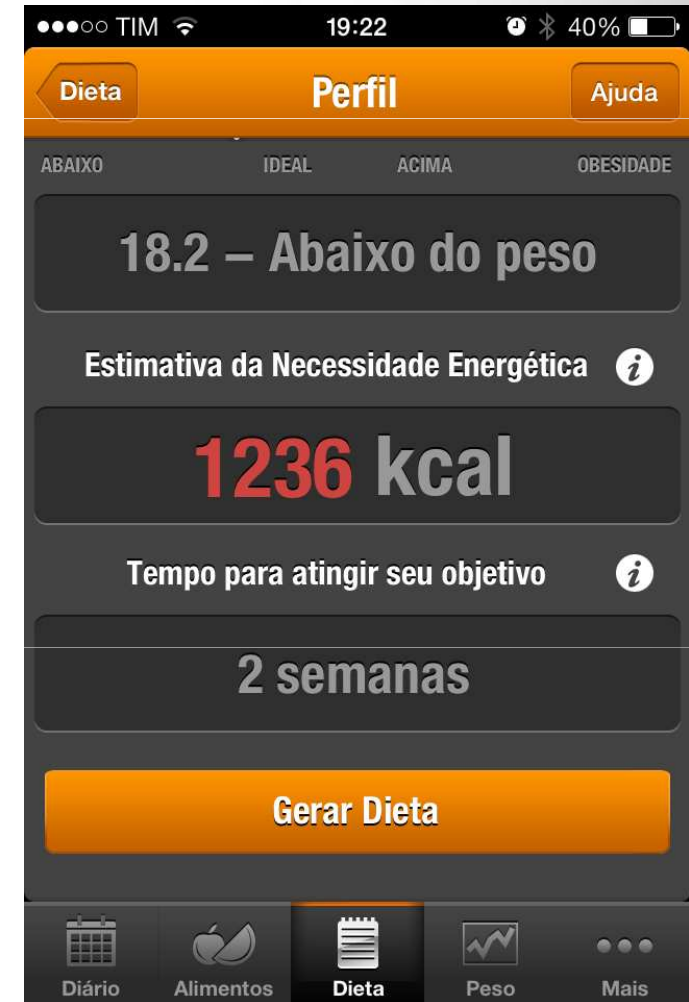 TIM 19:22 40%
Dieta Perfil Ajuda
ABAIXO IDEAL ACIMA OBESIDADE
18.2 – Abaixo do peso
Estimativa da Necessidade Energética i
1236 kcal
Tempo para atingir seu objetivo i
2 semanas
Gerar Dieta
Diário Alimentos Dieta Peso Mais